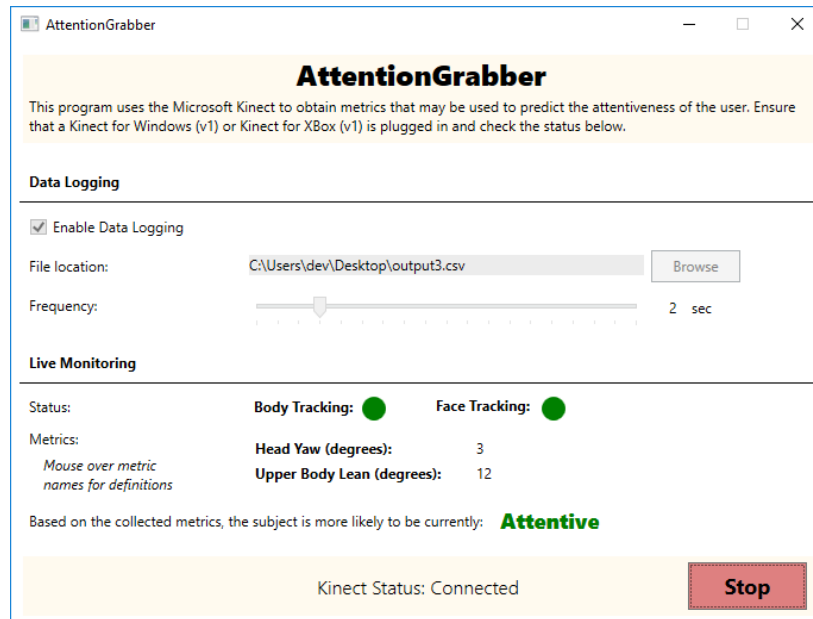 AttentionGrabber
AttentionGrabber
This program uses the Microsoft Kinect to obtain metrics that may be used to predict the attentiveness of the user. Ensure
that a Kinect for Windows (v1) or Kinect for XBox (v1) is plugged in and check the status below.
Data Logging
Enable Data Logging
File location: C:\Users\dev\Desktop\output3.csv Browse
Frequency: 2 sec
Live Monitoring
Status: Body Tracking: Face Tracking:
Metrics:
Head Yaw (degrees): 3
Mouse over metric
names for definitions
Upper Body Lean (degrees): 12
Based on the collected metrics, the subject is more likely to be currently: Attentive
Kinect Status: Connected Stop